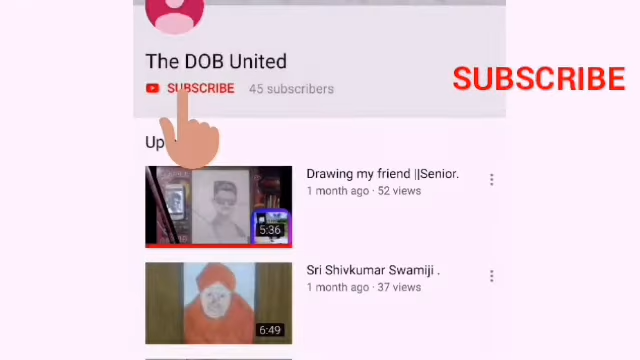 The DOB United
SUBSCRIBE 45 subscribers
SUBSCRIBE
Drawing my friend ||Senior.
1 month ago · 52 views
5:36
Sri Shivkumar Swamiji .
1 month ago · 37 views
6:49